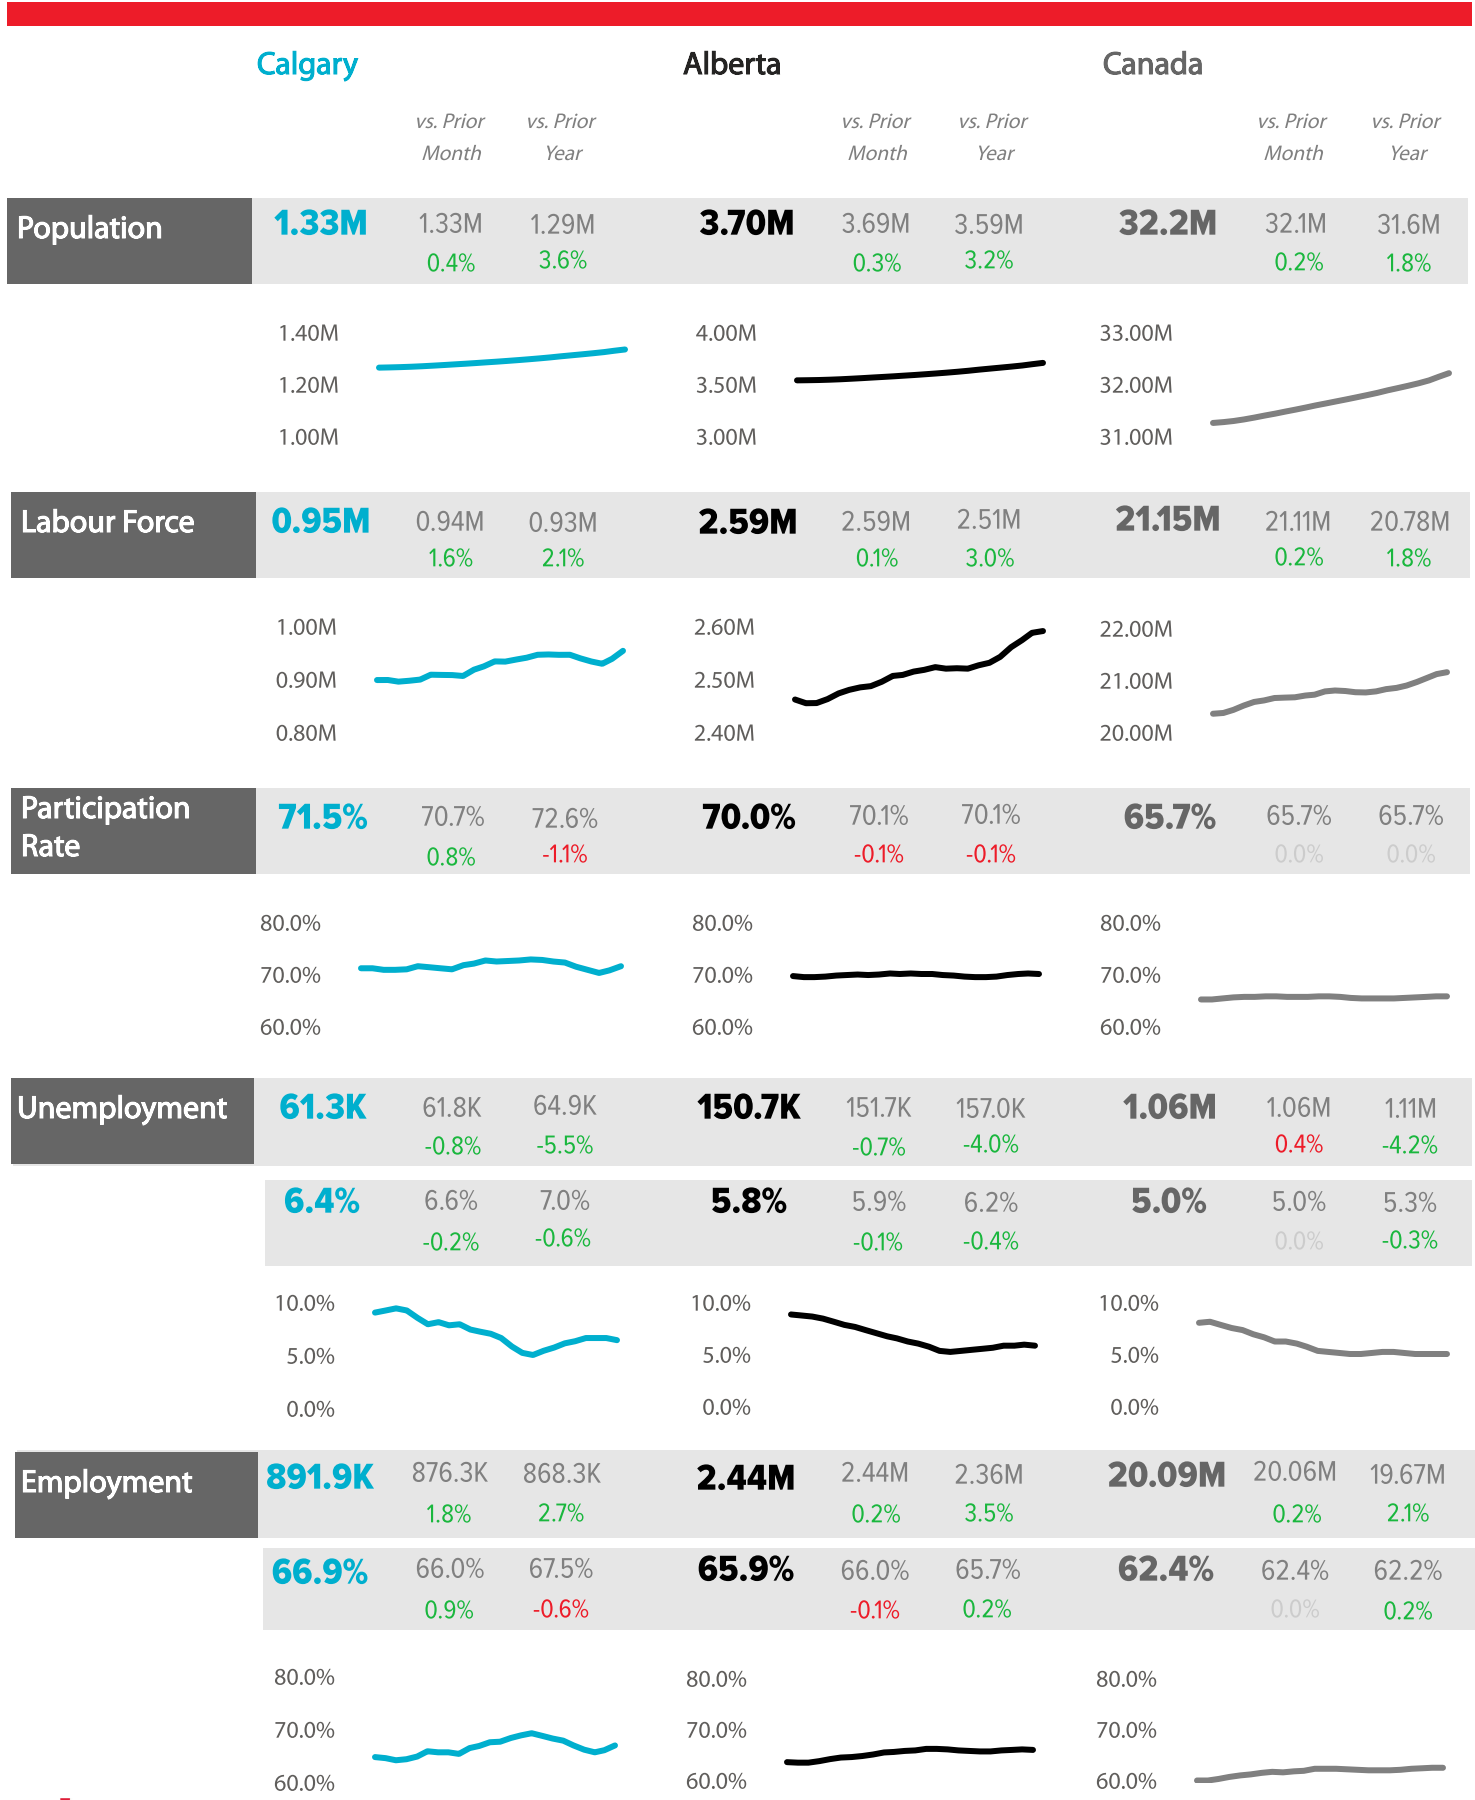 Calgary Alberta Canada
vs. Prior vs. Prior vs. Prior vs. Prior vs. Prior vs. Prior
Month Year Month Year Month Year
Population 1.33M 1.33M 1.29M 3.70M 3.69M 3.59M 32.2M 32.1M 31.6M
0.4% 3.6% 0.3% 3.2% 0.2% 1.8%
1.40M 4.00M 33.00M
1.20M 3.50M 32.00M
1.00M 3.00M 31.00M
Labour Force 0.95M 0.94M 0.93M 2.59M 2.59M 2.51M 21.15M 21.11M 20.78M
1.6% 2.1% 0.1% 3.0% 0.2% 1.8%
1.00M 2.60M 22.00M
0.90M 2.50M 21.00M
0.80M 2.40M 20.00M
Participation
Rate
71.5% 70.7% 72.6% 70.0% 70.1% 70.1% 65.7% 65.7% 65.7%
0.8% -1.1% -0.1% -0.1% 0.0% 0.0%
80.0% 80.0% 80.0%
70.0% 70.0% 70.0%
60.0% 60.0% 60.0%
Unemployment 61.3K 61.8K 64.9K 150.7K 151.7K 157.0K 1.06M 1.06M 1.11M
-0.8% -5.5% -0.7% -4.0% 0.4% -4.2%
6.4% 6.6% 7.0% 5.8% 5.9% 6.2% 5.0% 5.0% 5.3%
-0.2% -0.6% -0.1% -0.4% 0.0% -0.3%
10.0% 10.0% 10.0%
5.0% 5.0% 5.0%
0.0% 0.0% 0.0%
Employment 891.9K 876.3K 868.3K 2.44M 2.44M 2.36M 20.09M 20.06M 19.67M
1.8% 2.7% 0.2% 3.5% 0.2% 2.1%
66.9% 66.0% 67.5% 65.9% 66.0% 65.7% 62.4% 62.4% 62.2%
0.9% -0.6% -0.1% 0.2% 0.0% 0.2%
80.0% 80.0% 80.0%
70.0% 70.0% 70.0%
60.0% 60.0% 60.0%